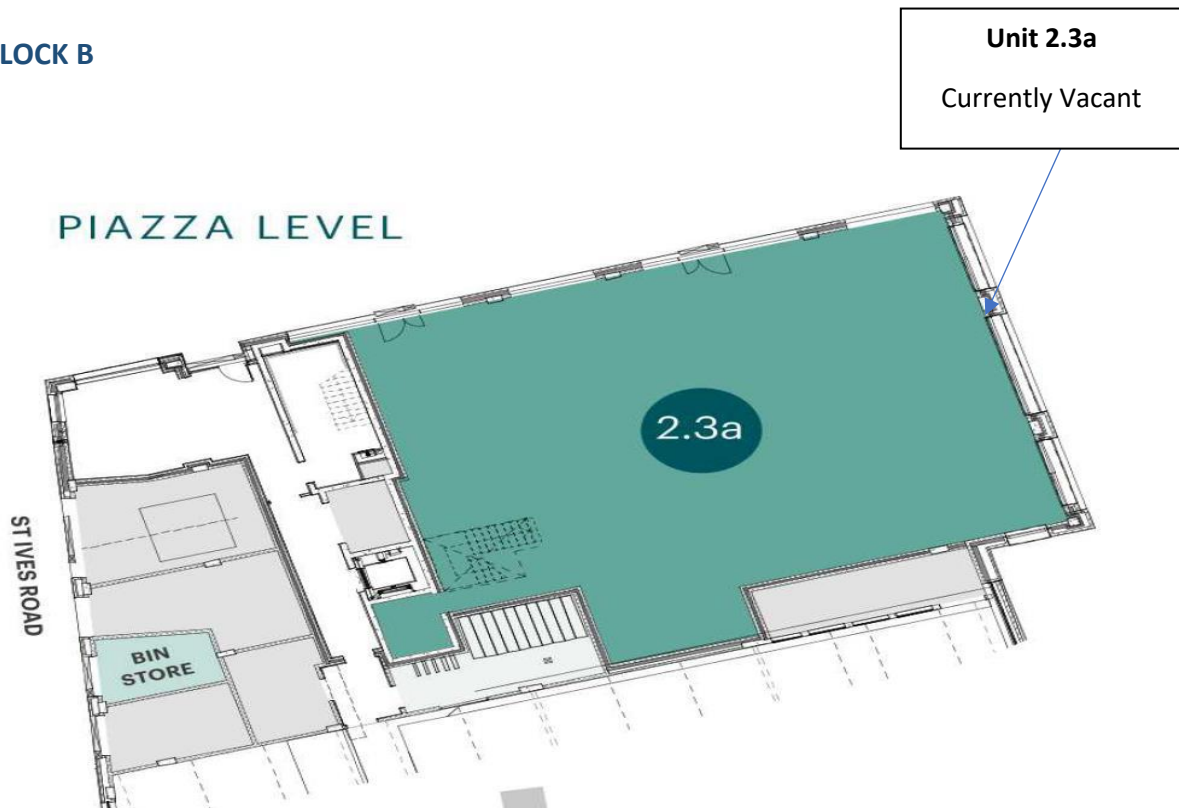 LOCK B
Unit 2.3a
Currently Vacant
PIAZZA LEVEL
2.3a
ST IVES ROAD
BIN
STORE